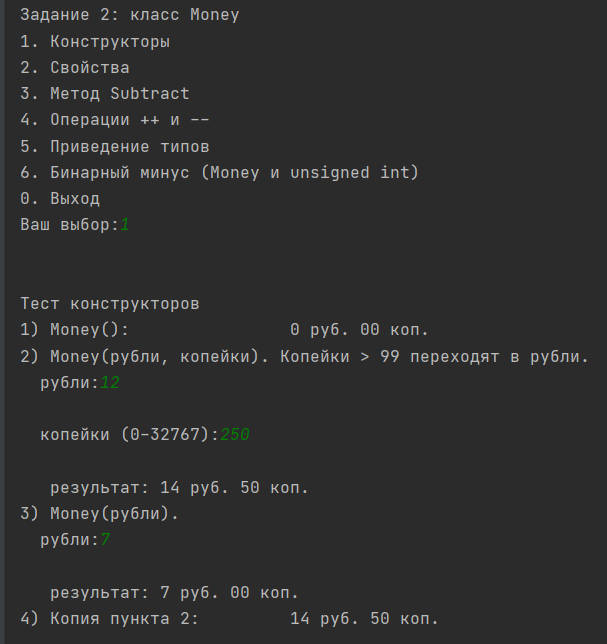 Задание 2: класс Money
1. Конструкторы
2. Свойства
3. Метод Subtract
4. Операции ++ и --
5. Приведение типов
6. Бинарный минус (Money и unsigned int)
0. Выход
Ваш выбор:1
Тест конструкторов
1) Money():                0 руб. 00 коп.
2) Money(рубли, копейки). Копейки > 99 переходят в рубли.
  рубли:12
  копейки (0-32767):250
   результат: 14 руб. 50 коп.
3) Money(рубли).
  рубли:7
   результат: 7 руб. 00 коп.
4) Копия пункта 2:         14 руб. 50 коп.